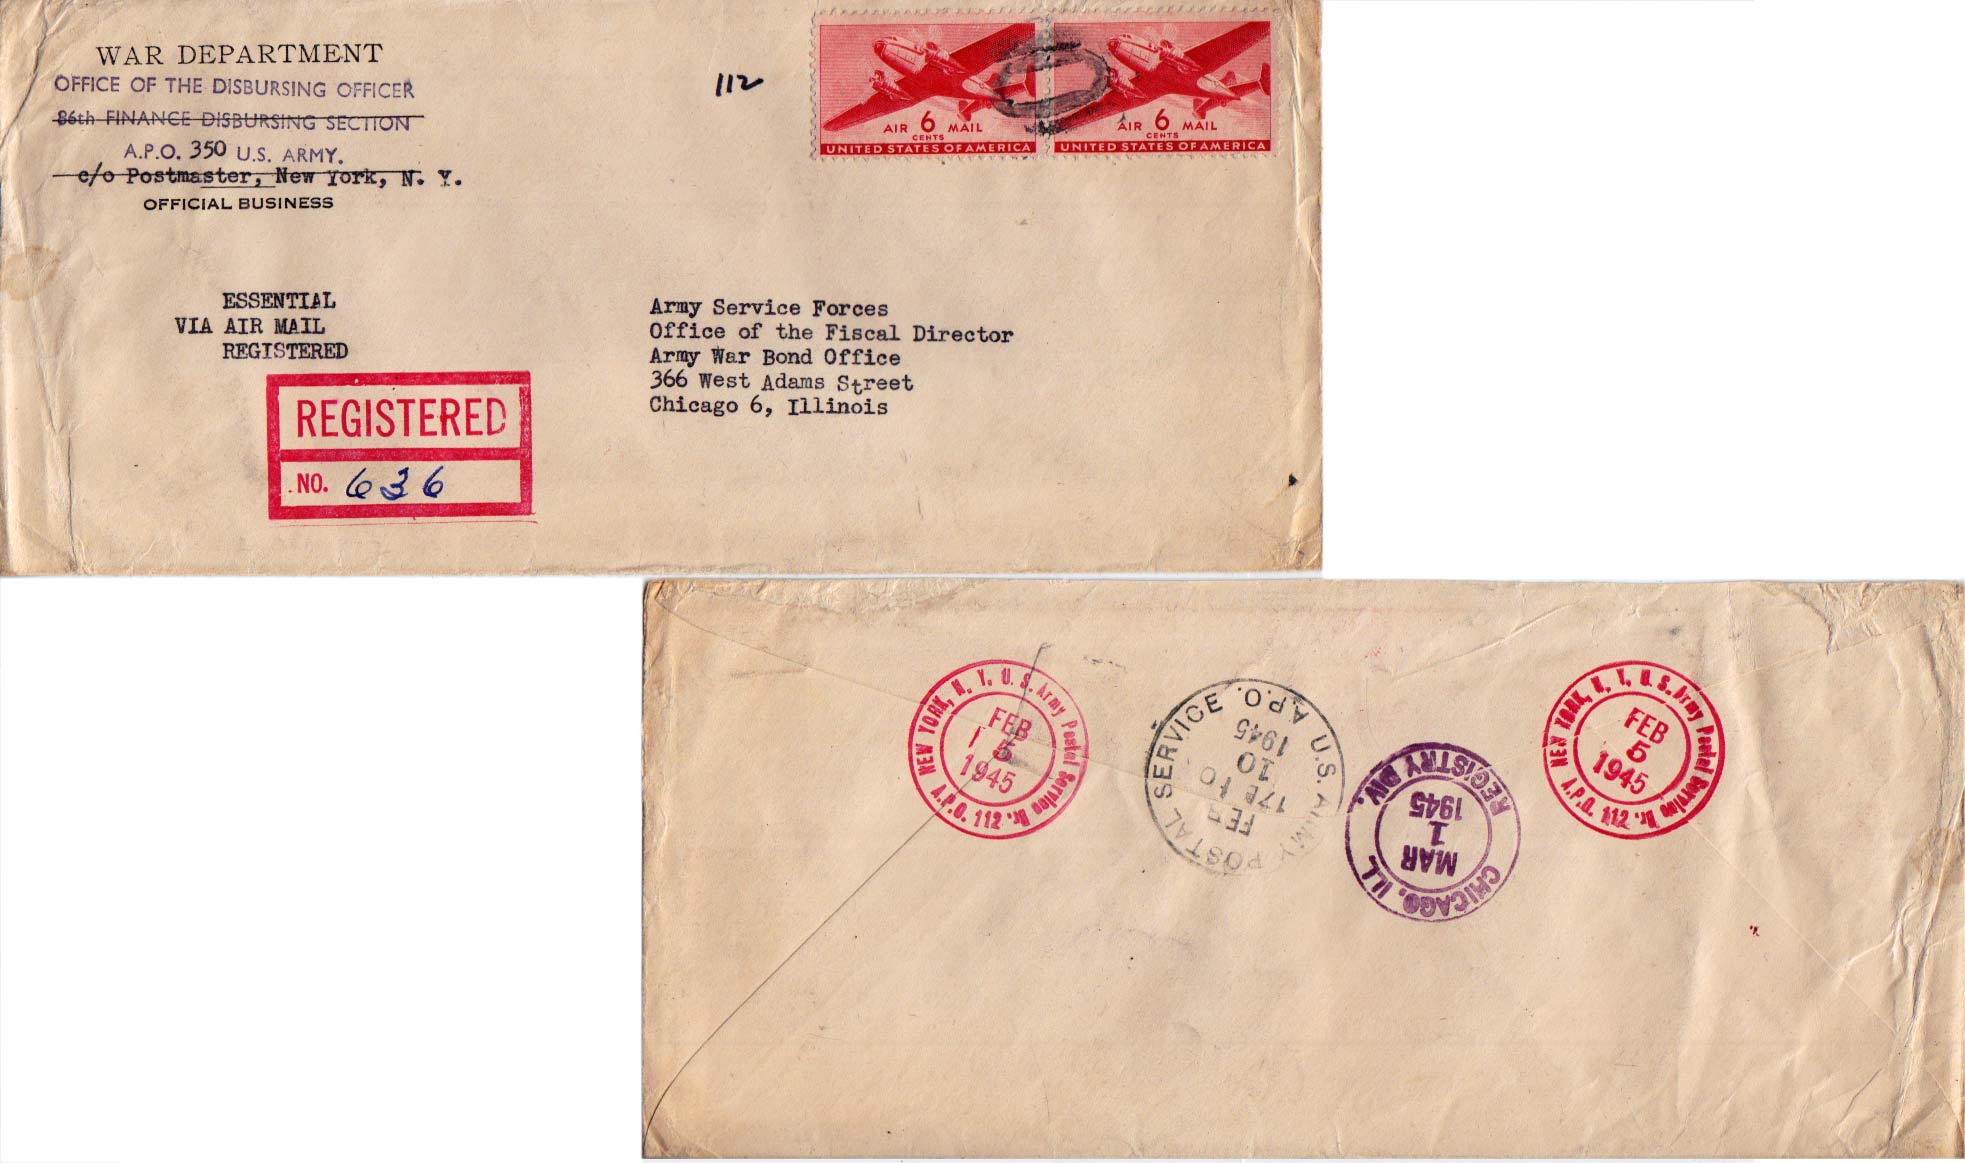 WAR DEPARTMENT
OFFICE OF THE DISBURSING OFFICER
86th FINANCE DISBURSING SECTION
A.P.O. 350 U.S. ARMY.
c/o Postmaster, New York, N. Y.
OFFICIAL BUSINESS
112
AIR 6 MAIL
CENTS
UNITED STATES OF AMERICA
AIR 6 MAIL
CENTS
UNITED STATES OF AMERICA
ESSENTIAL
VIA AIR MAIL
REGISTERED
Army Service Forces
Office of the Fiscal Director
Army War Bond Office
366 West Adams Street
Chicago 6, Illinois
REGISTERED
NO. 636
NEW YORK, N. Y. U. S. Army Postal Service
FEB
5
1945
A.P.O. 112 Br.
U.S. ARMY POSTAL SERVICE
A.P.O.
FEB
10
1945
CHICAGO, ILL.
MAR
1
1945
REGISTRY DIV.
NEW YORK, N. Y. U. S. Army Postal Service
FEB
5
1945
A.P.O. 112 Br.